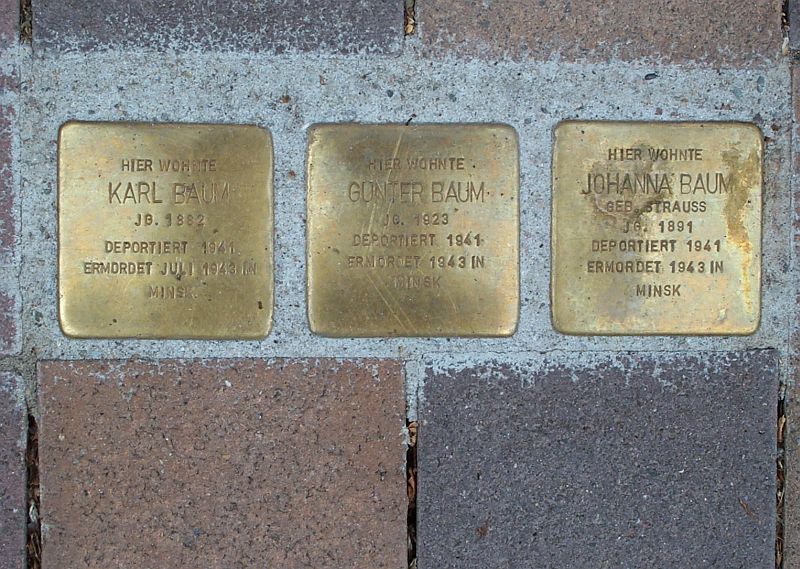 HIER WOHNTE
KARL BAUM
JG. 1882
DEPORTIERT 1941
ERMORDET JULI 1943 IN
MINSK
HIER WOHNTE
GÜNTER BAUM
JG. 1923
DEPORTIERT 1941
ERMORDET 1943 IN
MINSK
HIER WOHNTE
JOHANNA BAUM
GEB. STRAUSS
JG. 1891
DEPORTIERT 1941
ERMORDET 1943 IN
MINSK